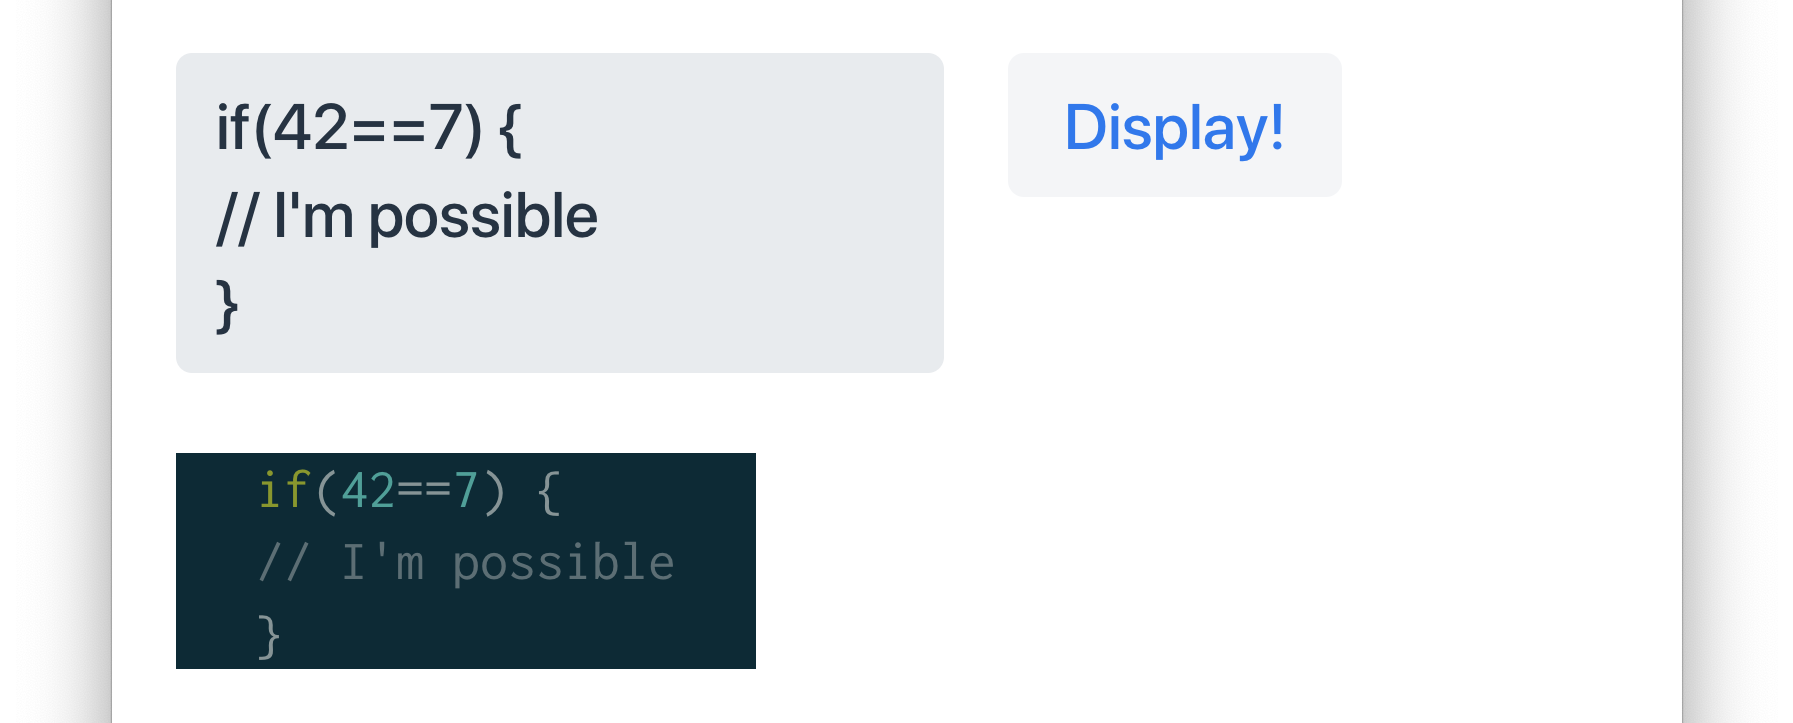 if(42==7) {
// I'm possible
}
Display!
if(42==7) {
// I'm possible
}